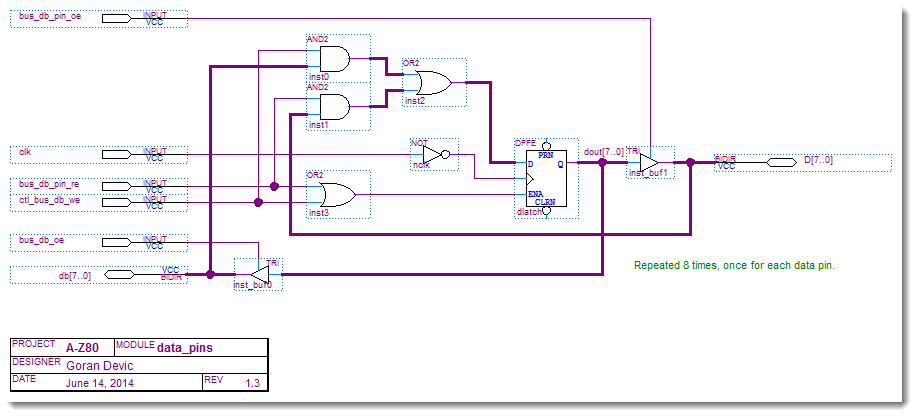 bus_db_pin_oe
INPUT
VCC
AND2
inst0
OR2
inst2
AND2
inst1
clk
INPUT
VCC
NOT
nclk
DFFE
PRN
D
Q
ENA
CLRN
dlatch
dout[7..0]
TRI
inst_buf1
BIDIR
VCC
D[7..0]
bus_db_pin_re
INPUT
VCC
ctl_bus_db_we
INPUT
VCC
OR2
inst3
bus_db_oe
INPUT
VCC
db[7..0]
VCC
BIDIR
TRI
inst_buf0
Repeated 8 times, once for each data pin.
PROJECT A-Z80 MODULE data_pins
DESIGNER Goran Devic
DATE June 14, 2014 REV 1.3